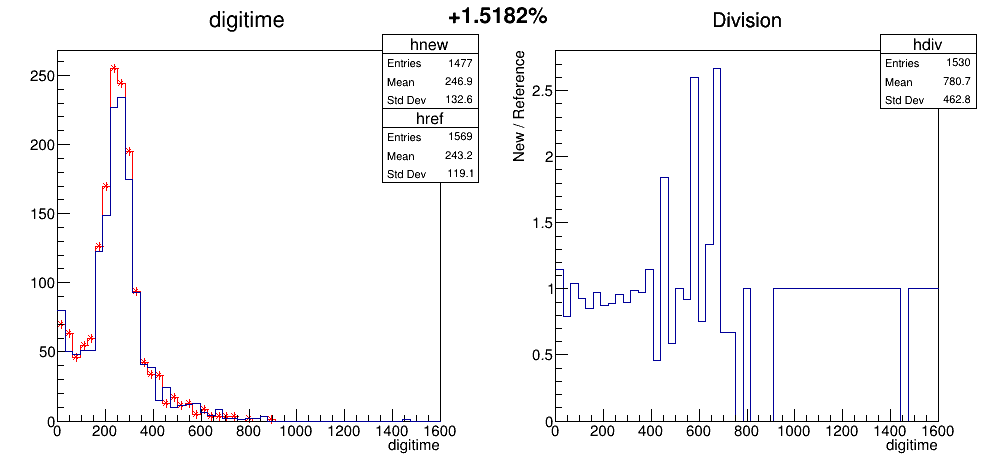 +1.5182%
digitime
hnew
Entries 1477
Mean 246.9
Std Dev 132.6
href
Entries 1569
Mean 243.2
Std Dev 119.1
250
200
150
100
50
0
0 200 400 600 800 1000 1200 1400 1600
digitime
Division
hdiv
Entries 1530
Mean 780.7
Std Dev 462.8
New / Reference
2.5
2
1.5
1
0.5
0
0 200 400 600 800 1000 1200 1400 1600
digitime